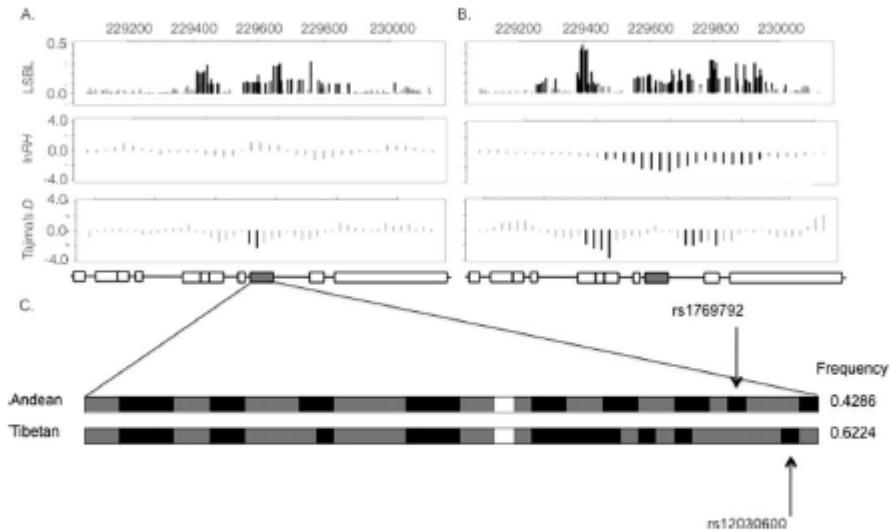 A.
B.
229200 229400 229600 229800 230000
229200 229400 229600 229800 230000
LSBL
0.5
0.0
lnRH
4.0
0.0
-4.0
Tajima's D
4.0
0.0
-4.0
C.
rs1769792
Frequency
Andean
0.4286
Tibetan
0.6224
rs12030600